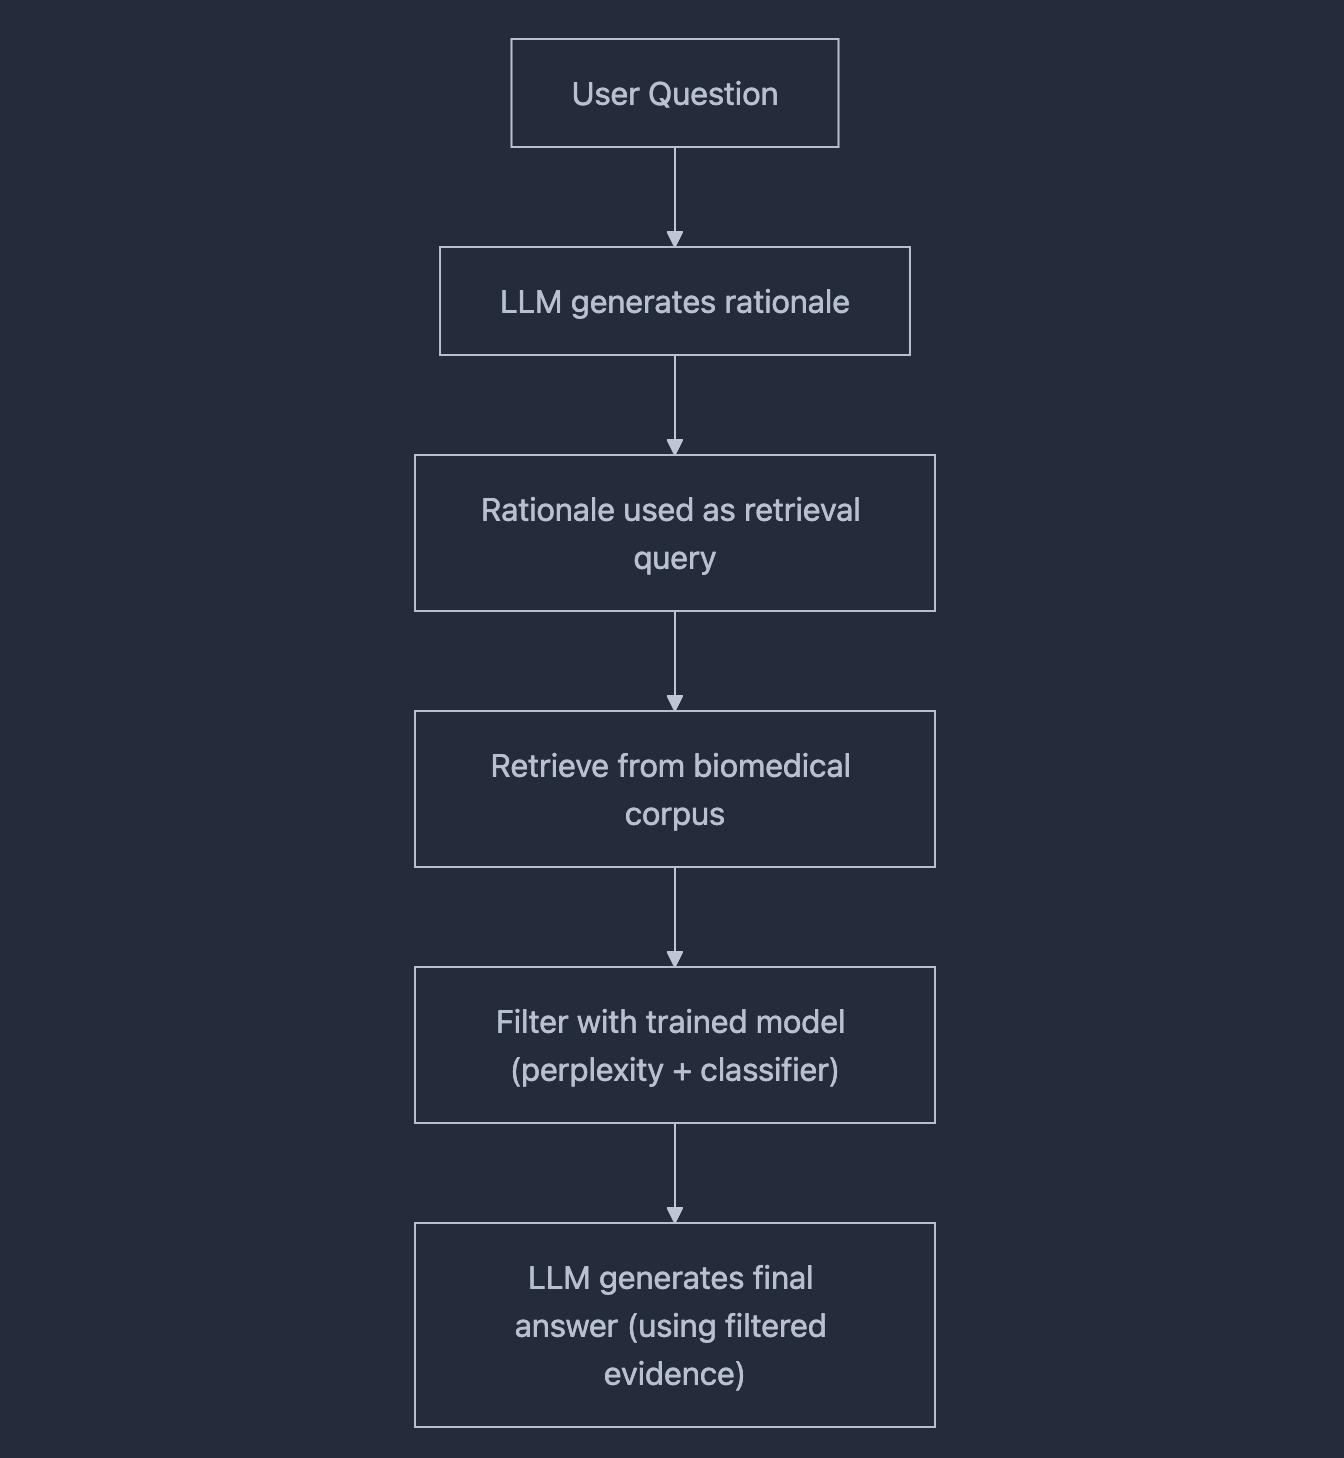 User Question
LLM generates rationale
Rationale used as retrieval
query
Retrieve from biomedical
corpus
Filter with trained model
(perplexity + classifier)
LLM generates final
answer (using filtered
evidence)